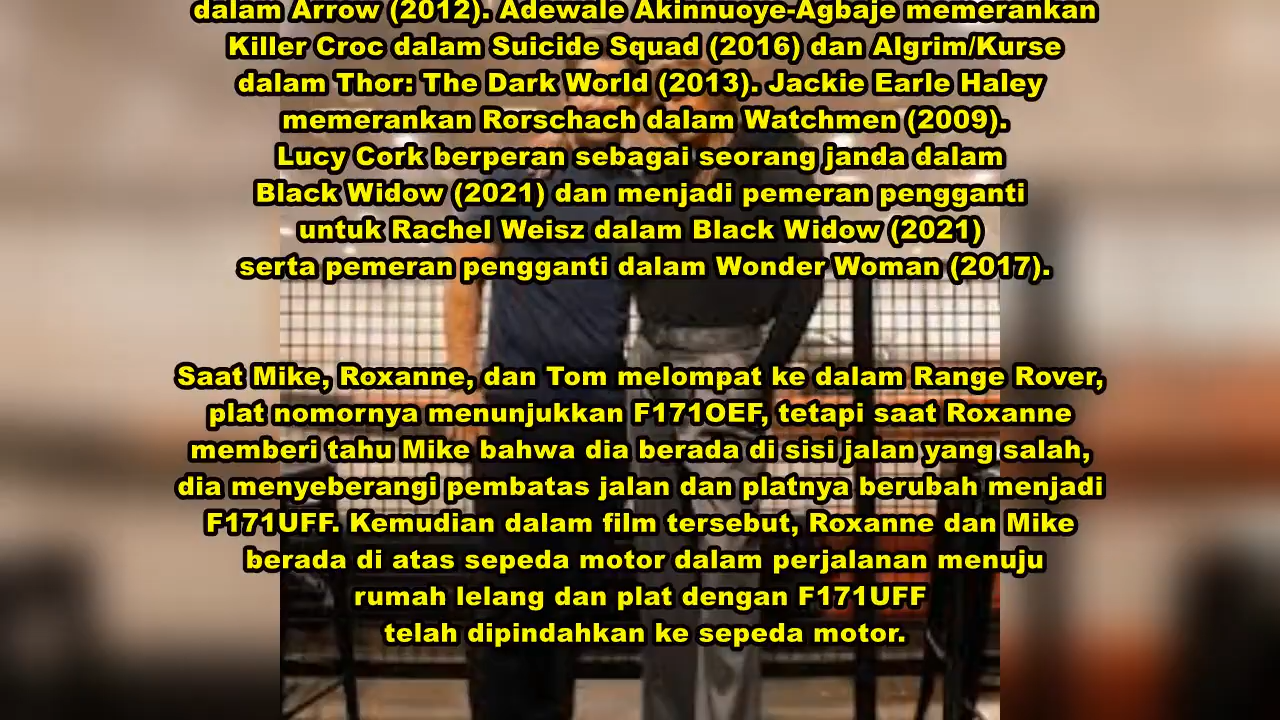 dalam Arrow (2012). Adewale Akinnuoye-Agbaje memerankan
Killer Croc dalam Suicide Squad (2016) dan Algrim/Kurse
dalam Thor: The Dark World (2013). Jackie Earle Haley
memerankan Rorschach dalam Watchmen (2009).
Lucy Cork berperan sebagai seorang janda dalam
Black Widow (2021) dan menjadi pemeran pengganti
untuk Rachel Weisz dalam Black Widow (2021)
serta pemeran pengganti dalam Wonder Woman (2017).
Saat Mike, Roxanne, dan Tom melompat ke dalam Range Rover,
plat nomornya menunjukkan F171OEF, tetapi saat Roxanne
memberi tahu Mike bahwa dia berada di sisi jalan yang salah,
dia menyeberangi pembatas jalan dan platnya berubah menjadi
F171UFF. Kemudian dalam film tersebut, Roxanne dan Mike
berada di atas sepeda motor dalam perjalanan menuju
rumah lelang dan plat dengan F171UFF
telah dipindahkan ke sepeda motor.